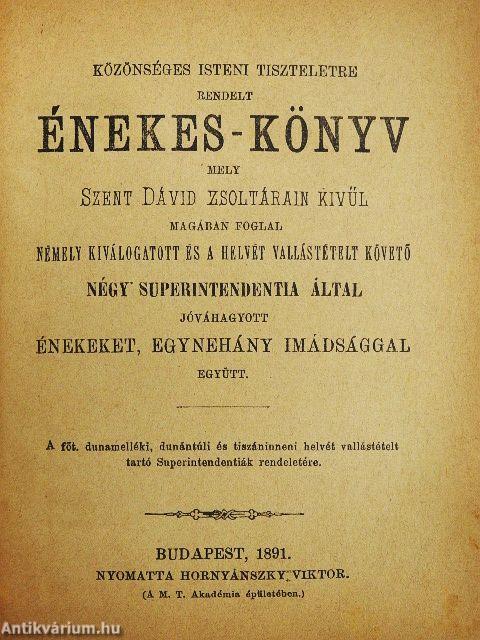 KÖZÖNSÉGES ISTENI TISZTELETRE
RENDELT
ÉNEKES-KÖNYV
MELY
SZENT DÁVID ZSOLTÁRAIN KIVŰL
MAGÁBAN FOGLAL
NÉMELY KIVÁLOGATOTT ÉS A HELVÉT VALLÁSTÉTELT KÖVETŐ
NÉGY SUPERINTENDENTIA ÁLTAL
JÓVÁHAGYOTT
ÉNEKEKET, EGYNEHÁNY IMÁDSÁGGAL
EGYÜTT.
A főt. dunamelléki, dunántúli és tiszáninneni helvét vallástételt
tartó Superintendentiák rendeletére.
BUDAPEST, 1891.
NYOMATTA HORNYÁNSZKY VIKTOR.
(A M. T. Akadémia épületében.)
Antikvárium.hu